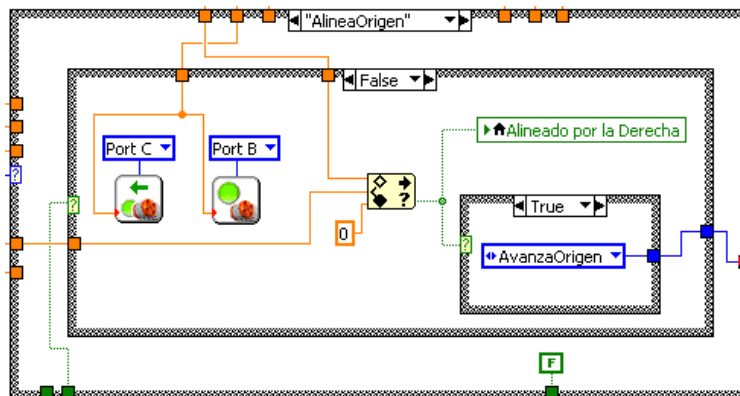 "AlineaOrigen"
False
Alineado por la Derecha
Port C
Port B
?
?
?
True
?
?
0
AvanzaOrigen
F